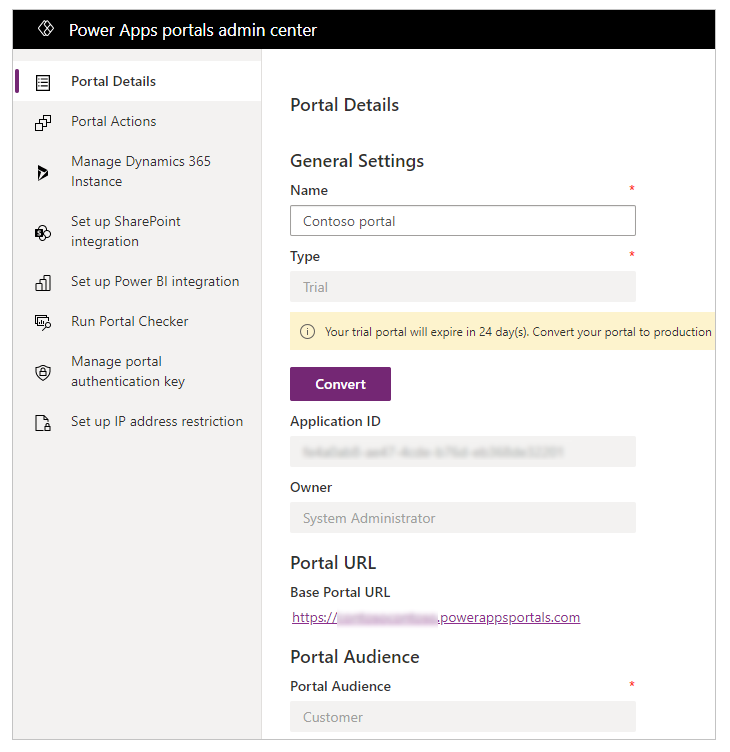 Power Apps portals admin center
Portal Details
Portal Actions
Manage Dynamics 365
Instance
Set up SharePoint
integration
Set up Power BI integration
Run Portal Checker
Manage portal
authentication key
Set up IP address restriction
Portal Details
General Settings
Name *
Contoso portal
Type *
Trial
Your trial portal will expire in 24 day(s). Convert your portal to production
Convert
Application ID
Owner
System Administrator
Portal URL
Base Portal URL
https:// .powerappsportals.com
Portal Audience
Portal Audience *
Customer